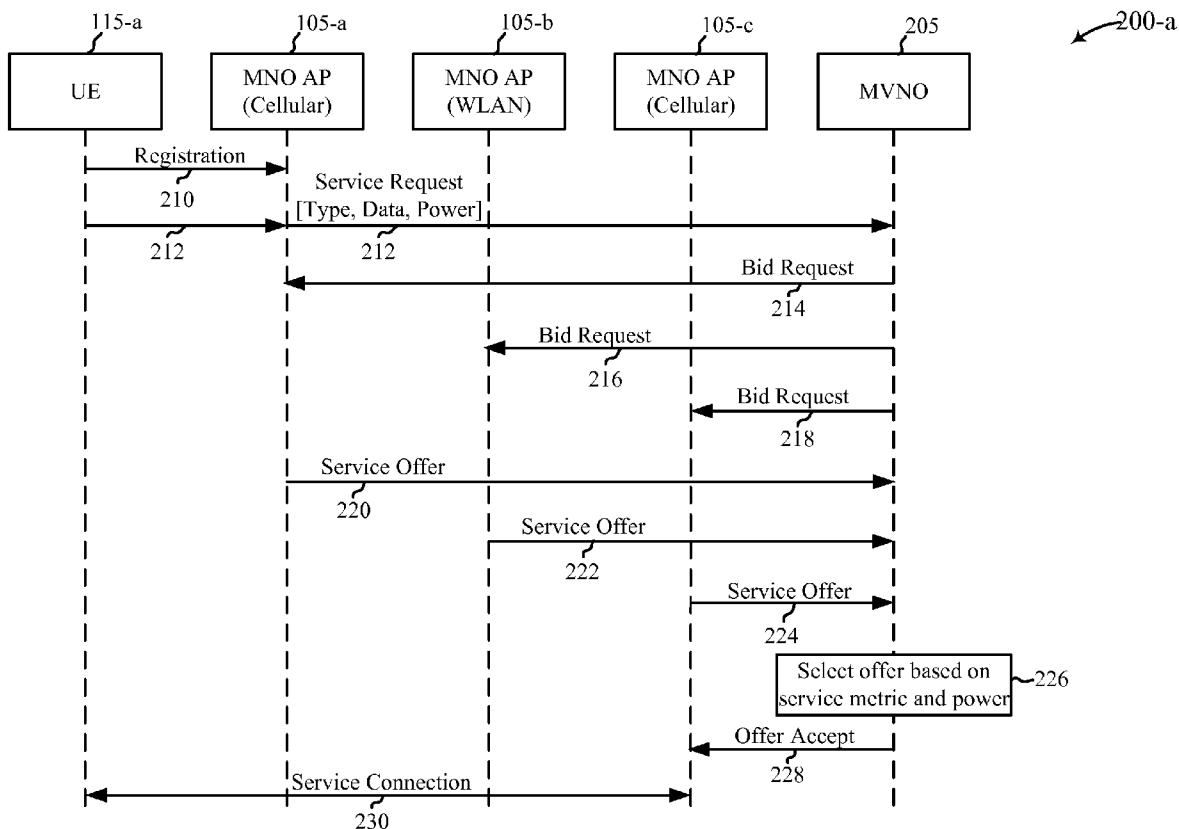 115-a
105-a
105-b
105-c
205
200-a
UE
MNO AP
(Cellular)
MNO AP
(WLAN)
MNO AP
(Cellular)
MVNO
Registration
210
Service Request
[Type, Data, Power]
212
212
Bid Request
214
Bid Request
216
Bid Request
218
Service Offer
220
Service Offer
222
Service Offer
224
Select offer based on
service metric and power
226
Offer Accept
228
Service Connection
230